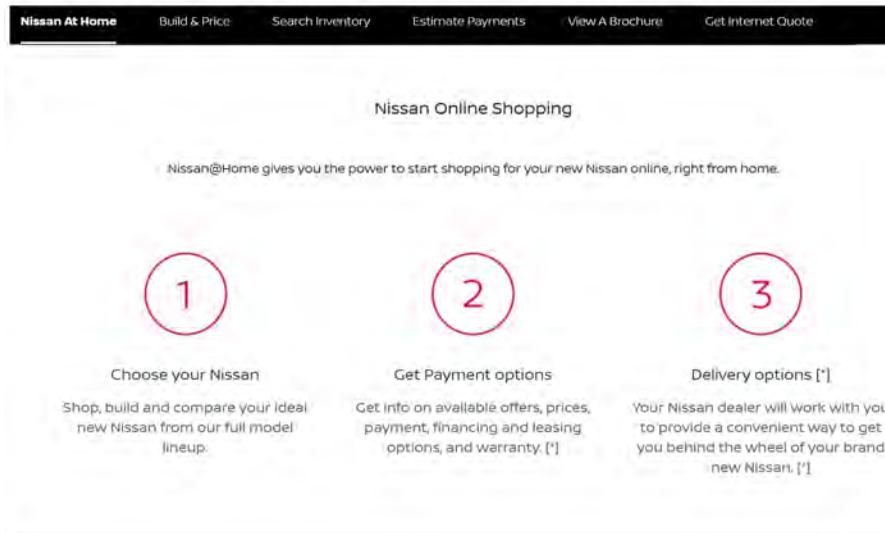 Nissan At Home Build & Price Search Inventory Estimate Payments View A Brochure Get Internet Quote
Nissan Online Shopping
Nissan@Home gives you the power to start shopping for your new Nissan online, right from home.
1
Choose your Nissan
Shop, build and compare your ideal
new Nissan from our full model
lineup.
2
Get Payment options
Get info on available offers, prices,
payment, financing and leasing
options, and warranty. [*]
3
Delivery options [*]
Your Nissan dealer will work with you
to provide a convenient way to get
you behind the wheel of your brand
new Nissan. [*]